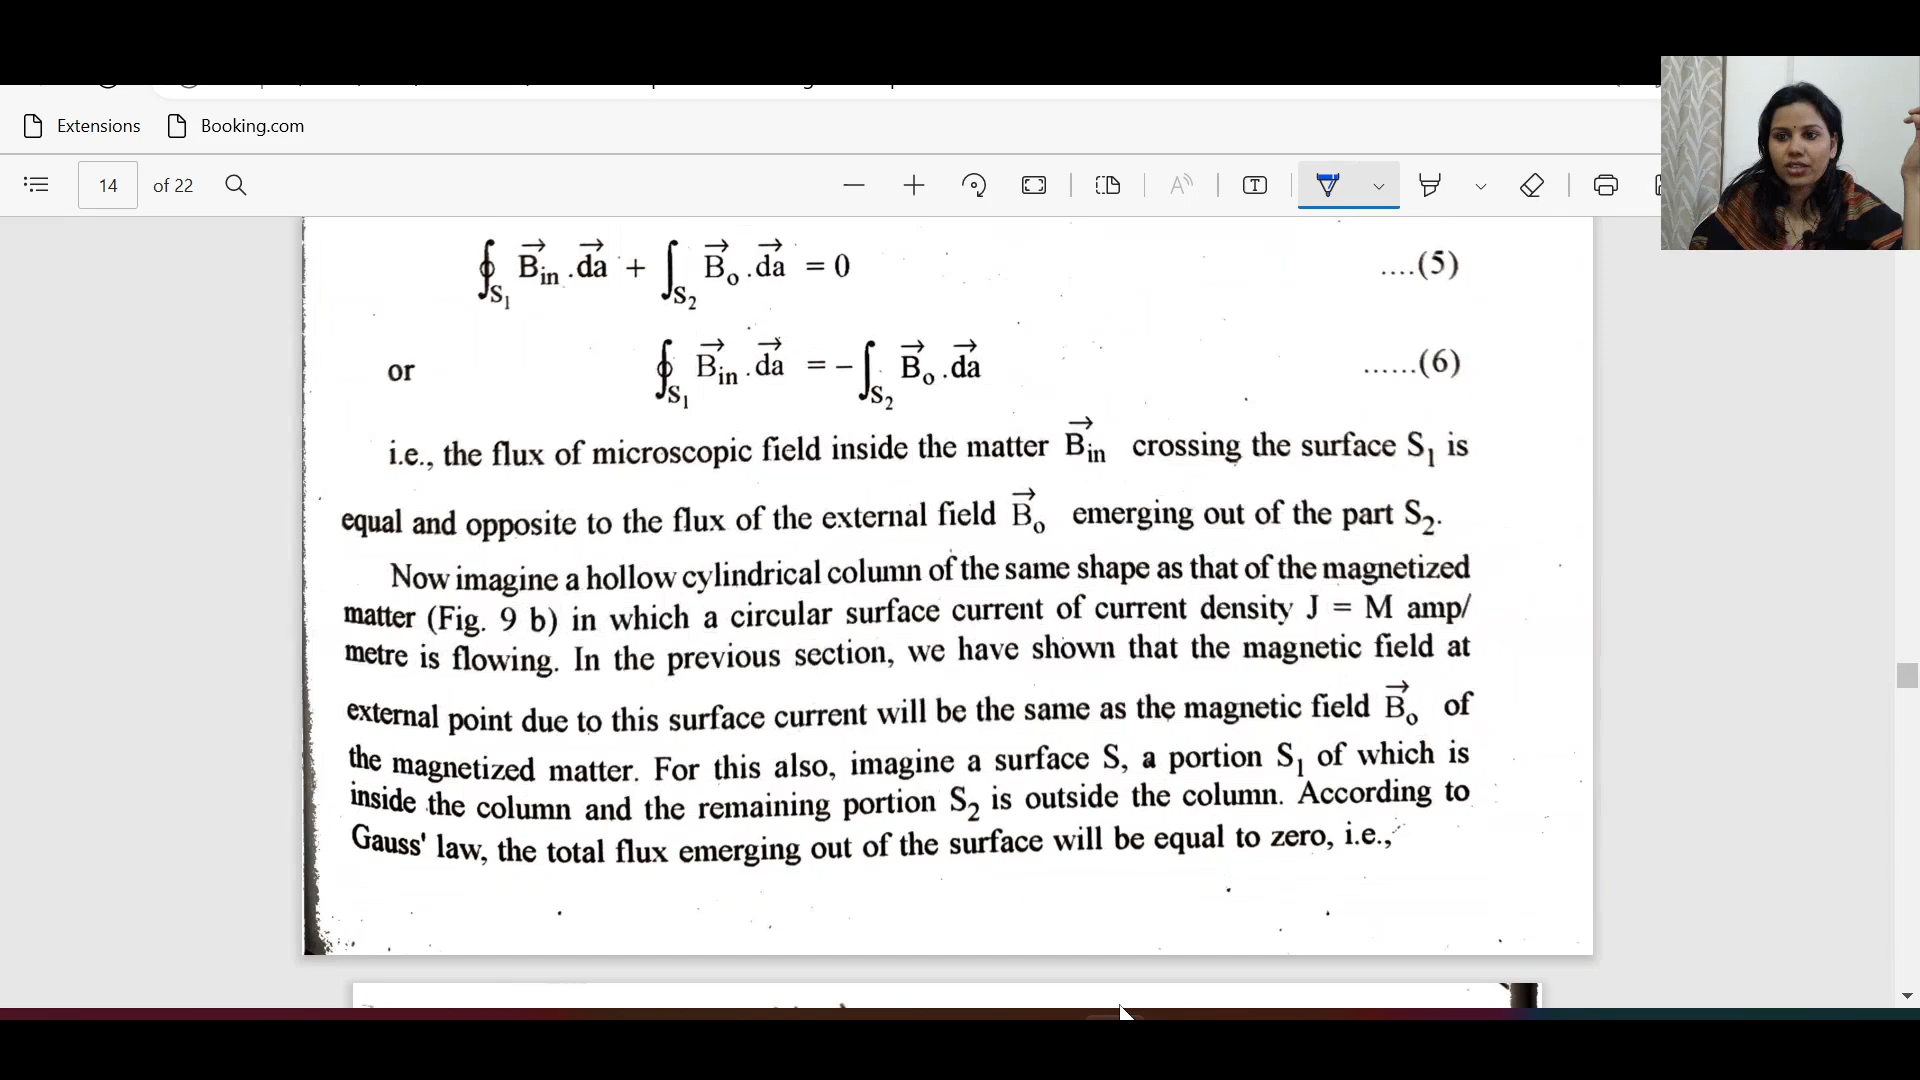 Extensions Booking.com
14 of 22
∮S₁ B⃗in . d⃗a + ∫S₂ B⃗o . d⃗a = 0 ....(5)
or ∮S₁ B⃗in . d⃗a = – ∫S₂ B⃗o . d⃗a ......(6)
i.e., the flux of microscopic field inside the matter B⃗in crossing the surface S₁ is
equal and opposite to the flux of the external field B⃗o emerging out of the part S₂.
Now imagine a hollow cylindrical column of the same shape as that of the magnetized
matter (Fig. 9 b) in which a circular surface current of current density J = M amp/
metre is flowing. In the previous section, we have shown that the magnetic field at
external point due to this surface current will be the same as the magnetic field B⃗o of
the magnetized matter. For this also, imagine a surface S, a portion S₁ of which is
inside the column and the remaining portion S₂ is outside the column. According to
Gauss' law, the total flux emerging out of the surface will be equal to zero, i.e.,